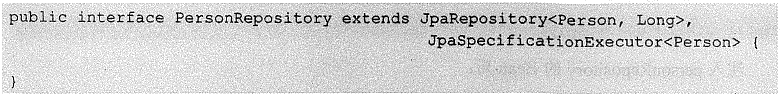 public interface PersonRepository extends JpaRepository<Person, Long>,
JpaSpecificationExecutor<Person> {
}